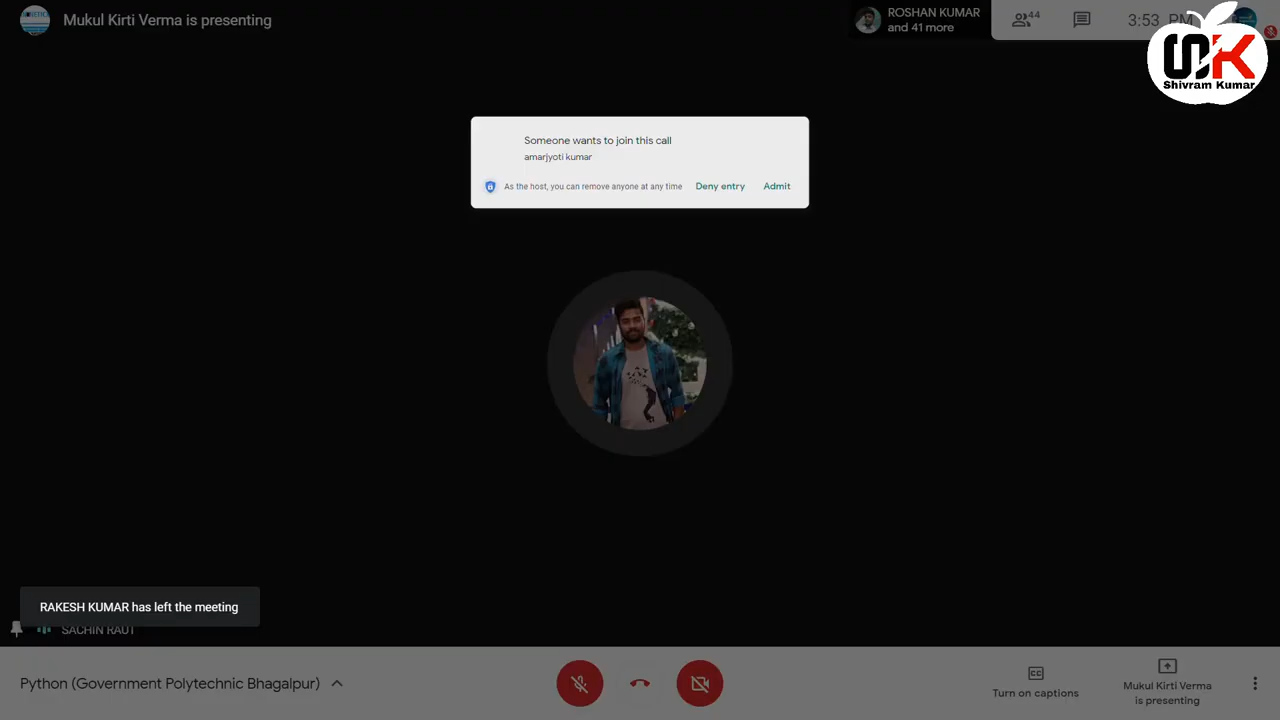 Mukul Kirti Verma is presenting
ROSHAN KUMAR
and 41 more
44
3:53 PM
Shivram Kumar
Someone wants to join this call
amarjyoti kumar
As the host, you can remove anyone at any time
Deny entry
Admit
RAKESH KUMAR has left the meeting
SACHIN RAUT
Python (Government Polytechnic Bhagalpur)
CC
Turn on captions
Mukul Kirti Verma
is presenting